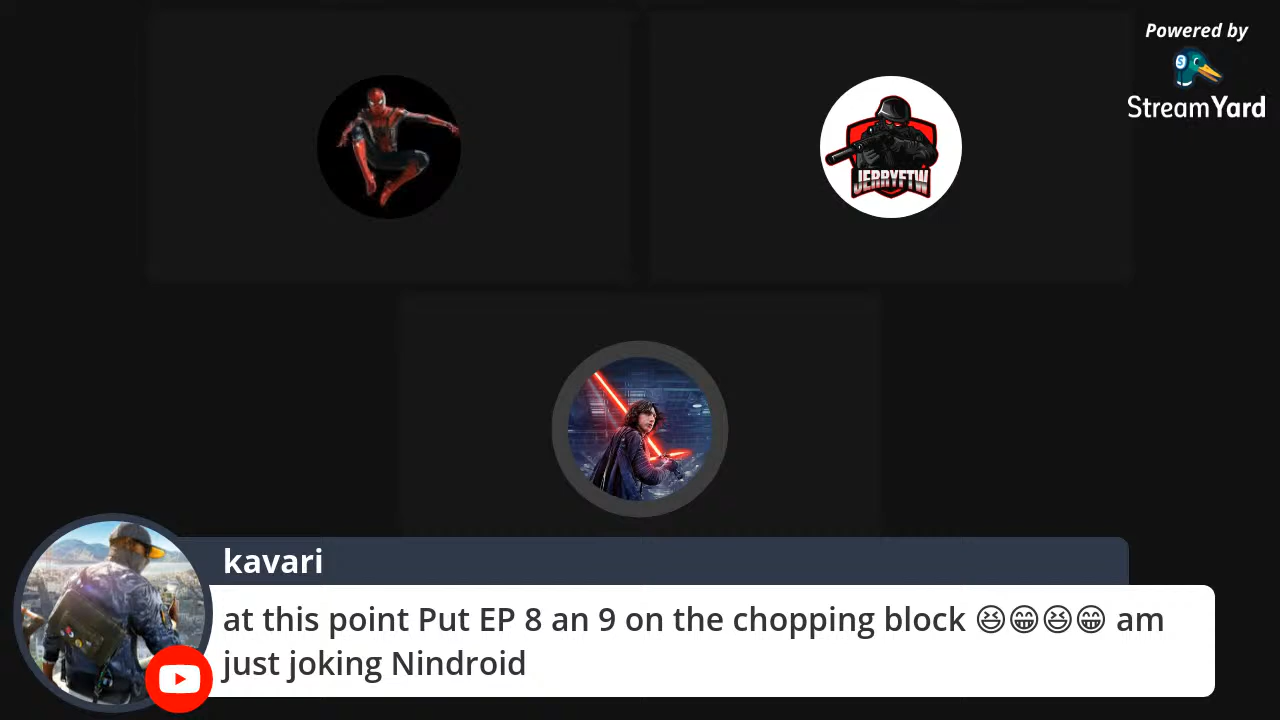 Powered by
StreamYard
JERRYFTW
kavari
at this point Put EP 8 an 9 on the chopping block 😆😁😆😁 am
just joking Nindroid